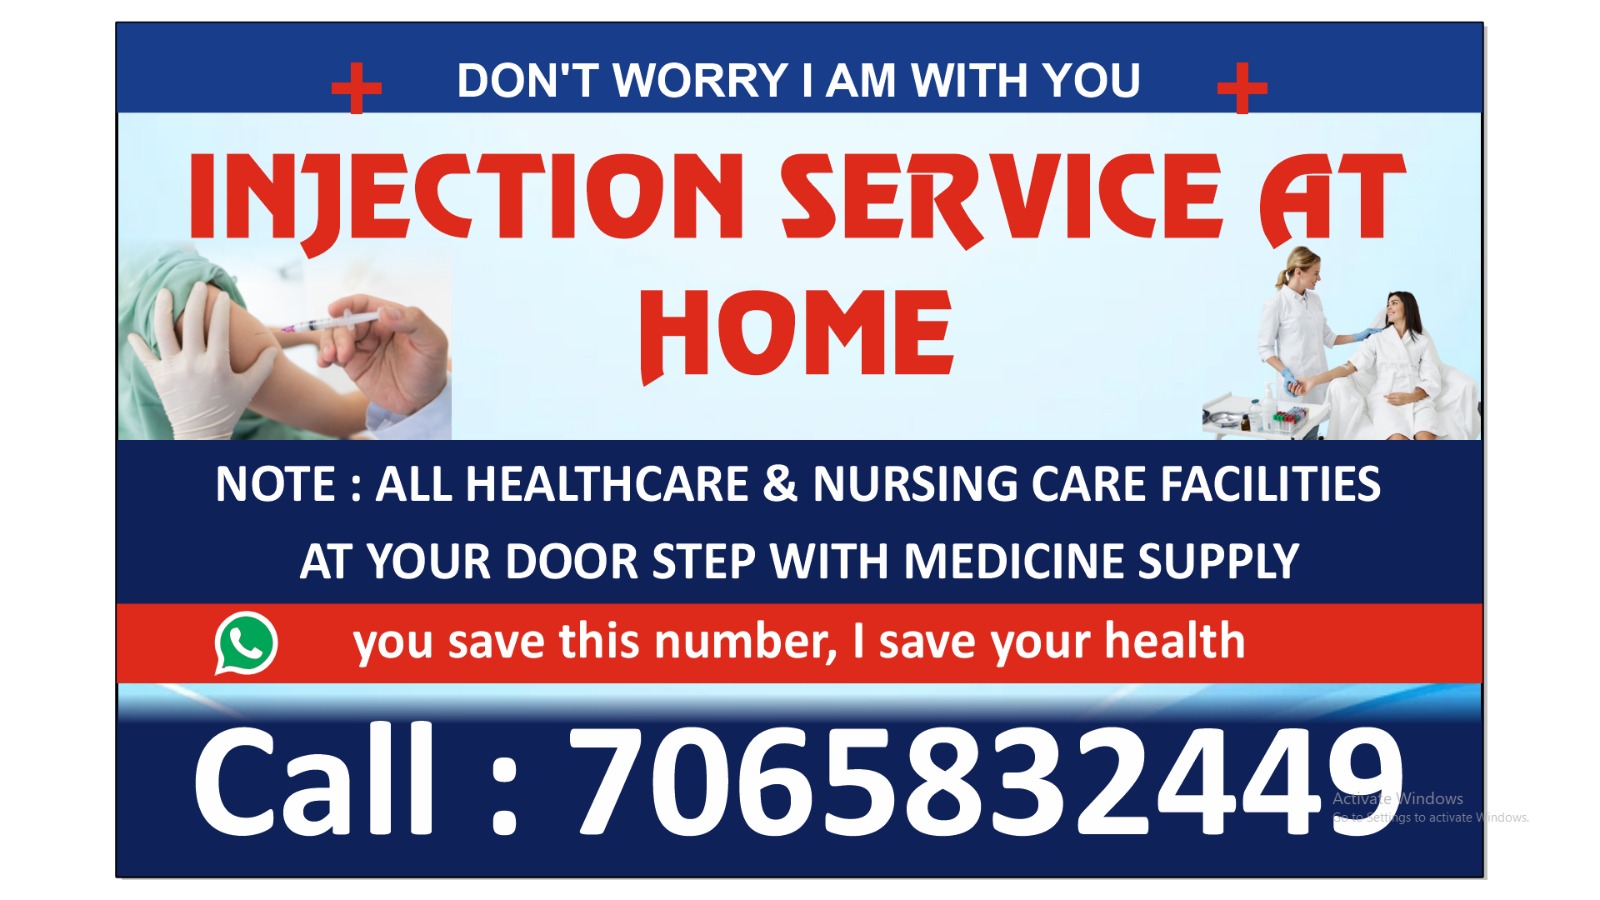 DON'T WORRY I AM WITH YOU
INJECTION SERVICE AT
HOME
NOTE : ALL HEALTHCARE & NURSING CARE FACILITIES
AT YOUR DOOR STEP WITH MEDICINE SUPPLY
you save this number, I save your health
Call : 7065832449
Activate Windows
Go to Settings to activate Windows.